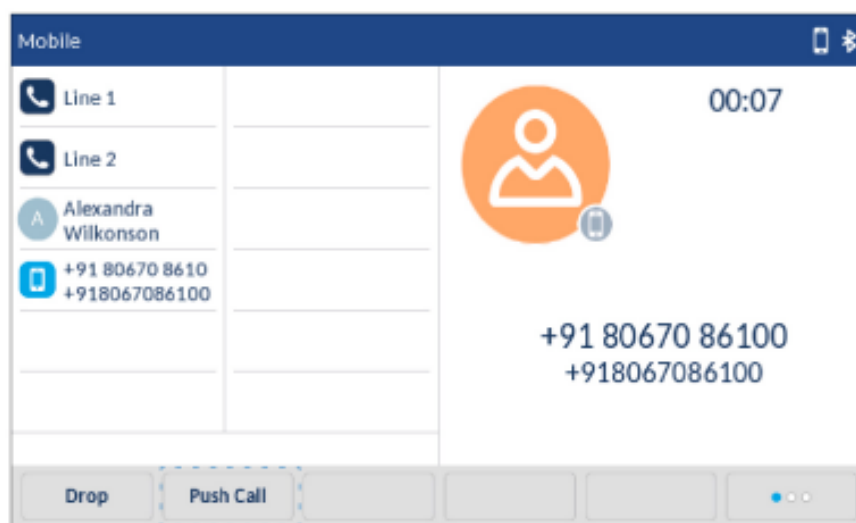 Mobile
Line 1
Line 2
A
Alexandra
Wilkonson
+91 80670 8610
+918067086100
00:07
+91 80670 86100
+918067086100
Drop
Push Call